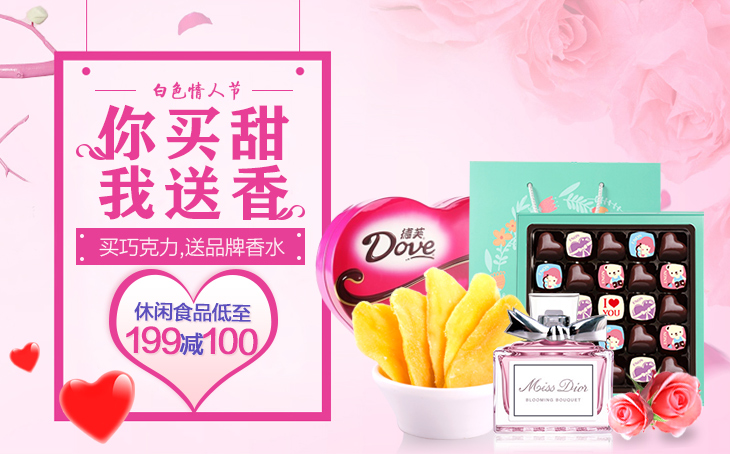 白色情人节
你买甜
我送香
买巧克力,送品牌香水
休闲食品低至
199减100
德芙
Dove
I ♥
YOU
Miss Dior
BLOOMING BOUQUET